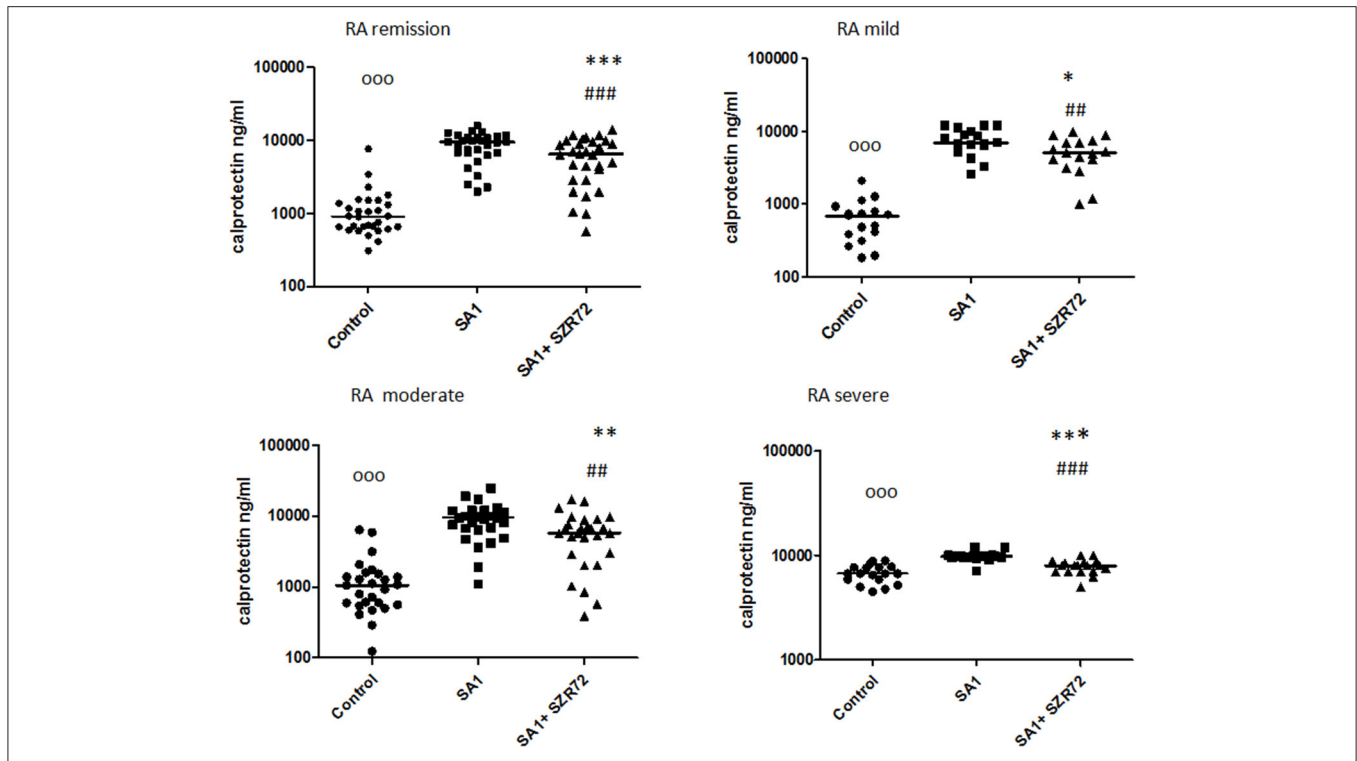 RA remission
calprotectin ng/ml
100000
10000
1000
100
ooo
***
###
Control
SA1
SA1+ SZR72
RA mild
calprotectin ng/ml
100000
10000
1000
100
ooo
*
##
Control
SA1
SA1+ SZR72
RA moderate
calprotectin ng/ml
100000
10000
1000
100
ooo
**
##
Control
SA1
SA1+ SZR72
RA severe
calprotectin ng/ml
100000
10000
1000
ooo
***
###
Control
SA1
SA1+ SZR72